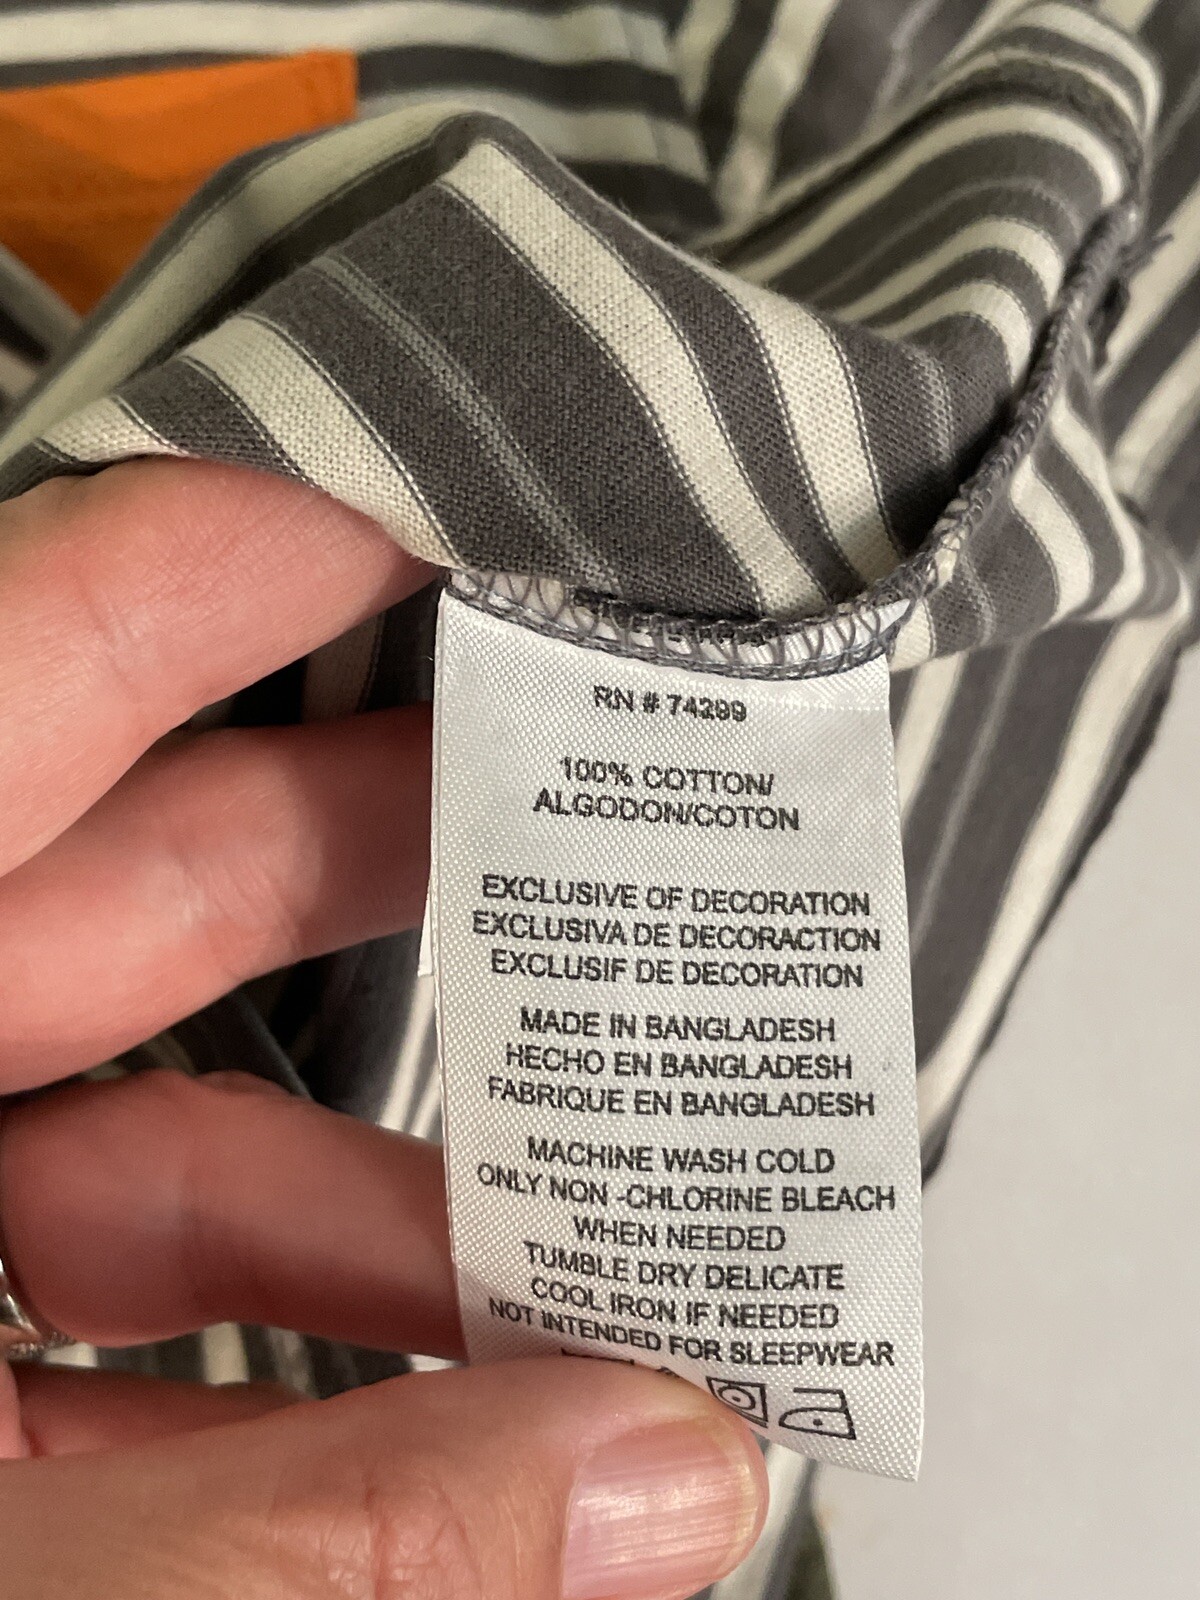 RN # 74299
100% COTTON/
ALGODON/COTON
EXCLUSIVE OF DECORATION
EXCLUSIVA DE DECORACTION
EXCLUSIF DE DECORATION
MADE IN BANGLADESH
HECHO EN BANGLADESH
FABRIQUE EN BANGLADESH
MACHINE WASH COLD
ONLY NON -CHLORINE BLEACH
WHEN NEEDED
TUMBLE DRY DELICATE
COOL IRON IF NEEDED
NOT INTENDED FOR SLEEPWEAR